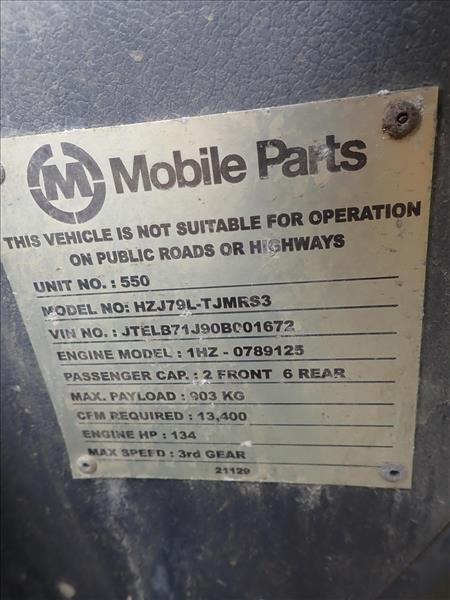 M Mobile Parts
THIS VEHICLE IS NOT SUITABLE FOR OPERATION
ON PUBLIC ROADS OR HIGHWAYS
UNIT NO. : 550
MODEL NO: HZJ79L-TJMRS3
VIN NO. : JTELB71J90B001672
ENGINE MODEL : 1HZ - 0789125
PASSENGER CAP. : 2 FRONT 6 REAR
MAX. PAYLOAD : 903 KG
CFM REQUIRED : 13,400
ENGINE HP : 134
MAX SPEED : 3rd GEAR
21129